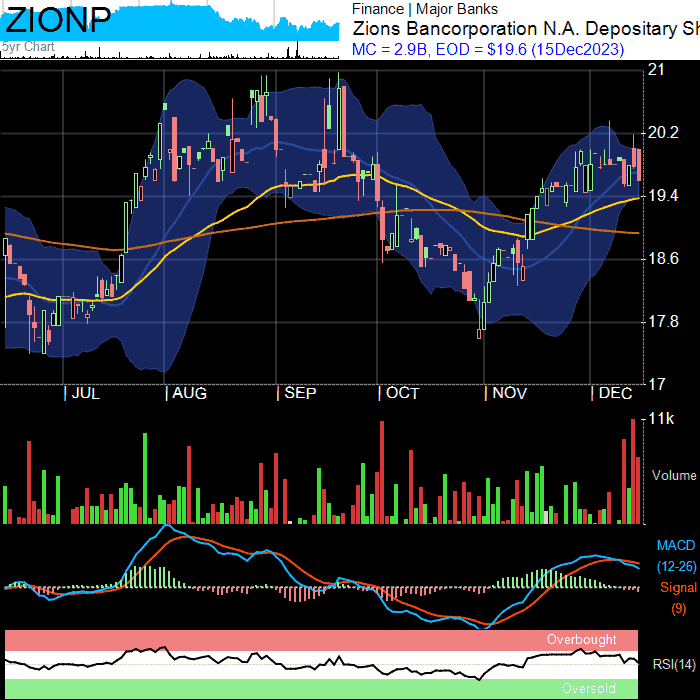 ZIONP
5yr Chart
Finance | Major Banks
Zions Bancorporation N.A. Depositary Sh
MC = 2.9B, EOD = $19.6 (15Dec2023)
21
20.2
19.4
18.6
17.8
17
| JUL | AUG | SEP | OCT | NOV | DEC
11k
Volume
MACD
(12-26)
Signal
(9)
Overbought
RSI(14)
Oversold